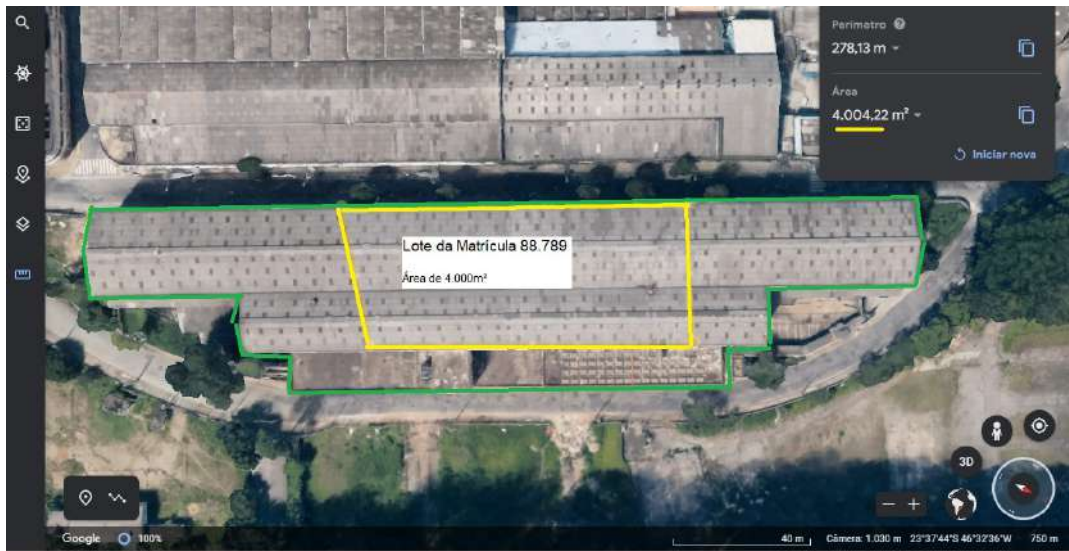 Perímetro
278,13 m
Área
4.004,22 m²
Iniciar nova
Lote da Matrícula 88.789
Área de 4.000m²
3D
Google
100%
40 m
Câmera: 1.030 m 23°37'44"S 46°32'36"W 750 m